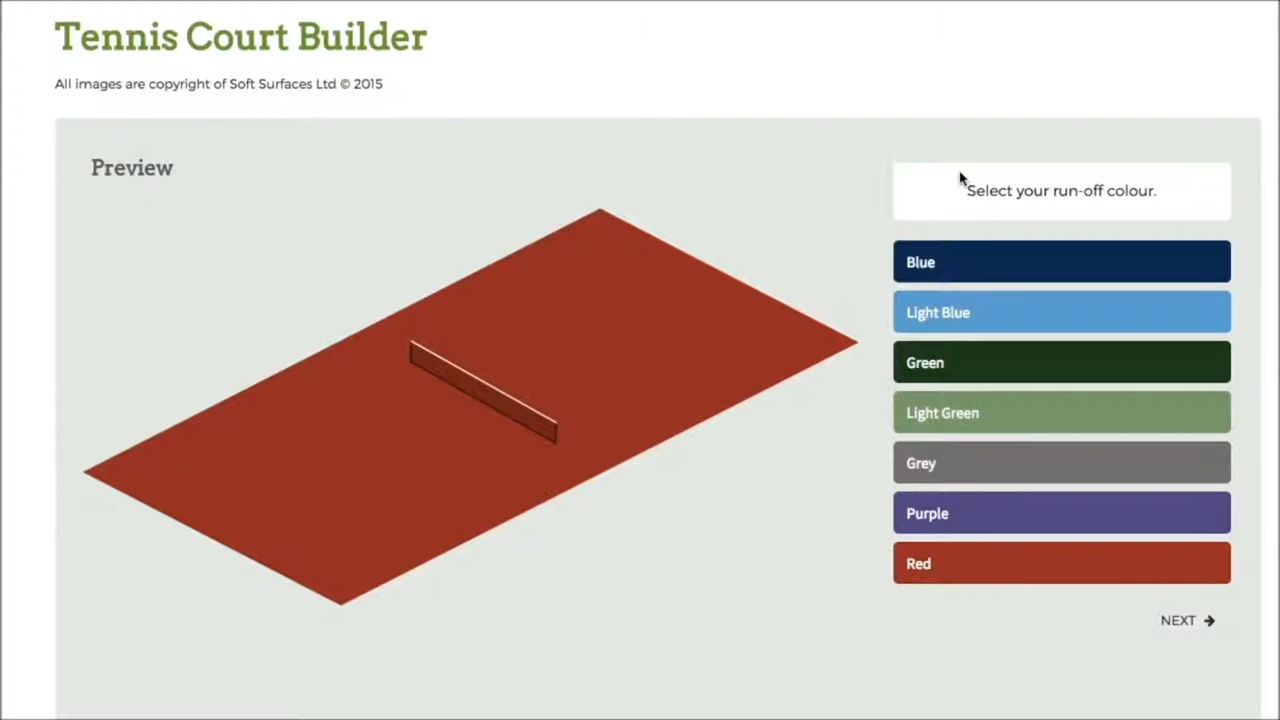 Tennis Court Builder
All images are copyright of Soft Surfaces Ltd © 2015
Preview
Select your run-off colour.
Blue
Light Blue
Green
Light Green
Grey
Purple
Red
NEXT →